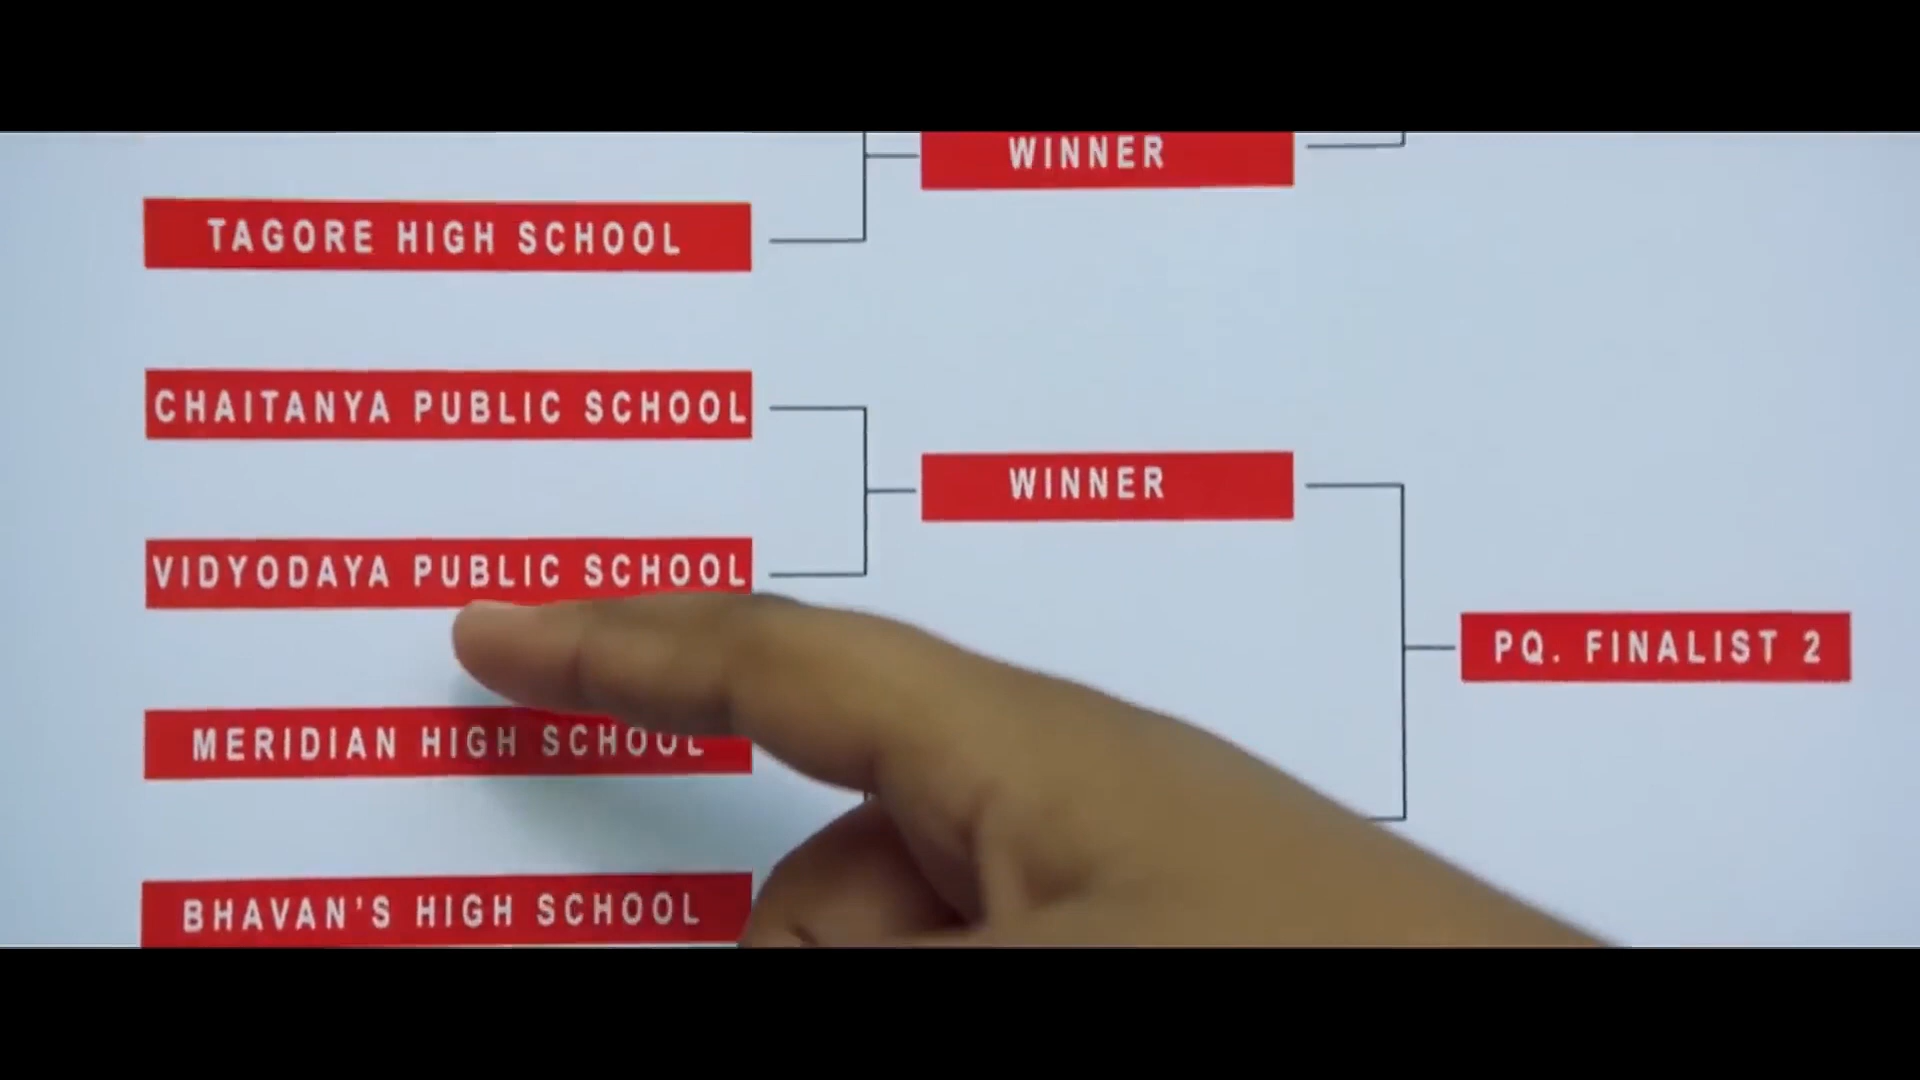 WINNER
TAGORE HIGH SCHOOL
CHAITANYA PUBLIC SCHOOL
WINNER
VIDYODAYA PUBLIC SCHOOL
PQ. FINALIST 2
MERIDIAN HIGH SCHOOL
BHAVAN'S HIGH SCHOOL